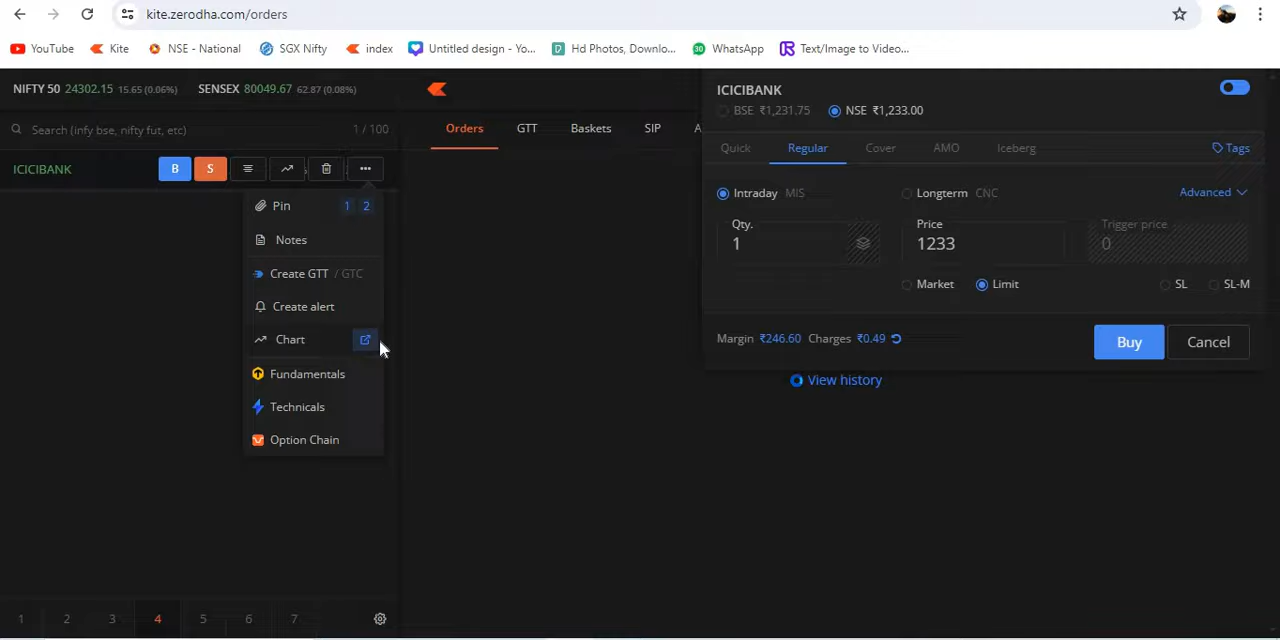 kite.zerodha.com/orders
YouTube Kite NSE - National SGX Nifty index Untitled design - Yo... Hd Photos, Downlo... 30 WhatsApp Text/Image to Video...
NIFTY 50 24302.15 15.65 (0.06%) SENSEX 80049.67 62.87 (0.08%)
Search (infy bse, nifty fut, etc) 1 / 100
ICICIBANK B S
Pin 1 2
Notes
Create GTT / GTC
Create alert
Chart
Fundamentals
Technicals
Option Chain
1 2 3 4 5 6 7
Orders GTT Baskets SIP A
View history
ICICIBANK
BSE ₹1,231.75 NSE ₹1,233.00
Quick Regular Cover AMO Iceberg Tags
Intraday MIS Longterm CNC Advanced
Qty. Price Trigger price
1 1233 0
Market Limit SL SL-M
Margin ₹246.60 Charges ₹0.49 Buy Cancel